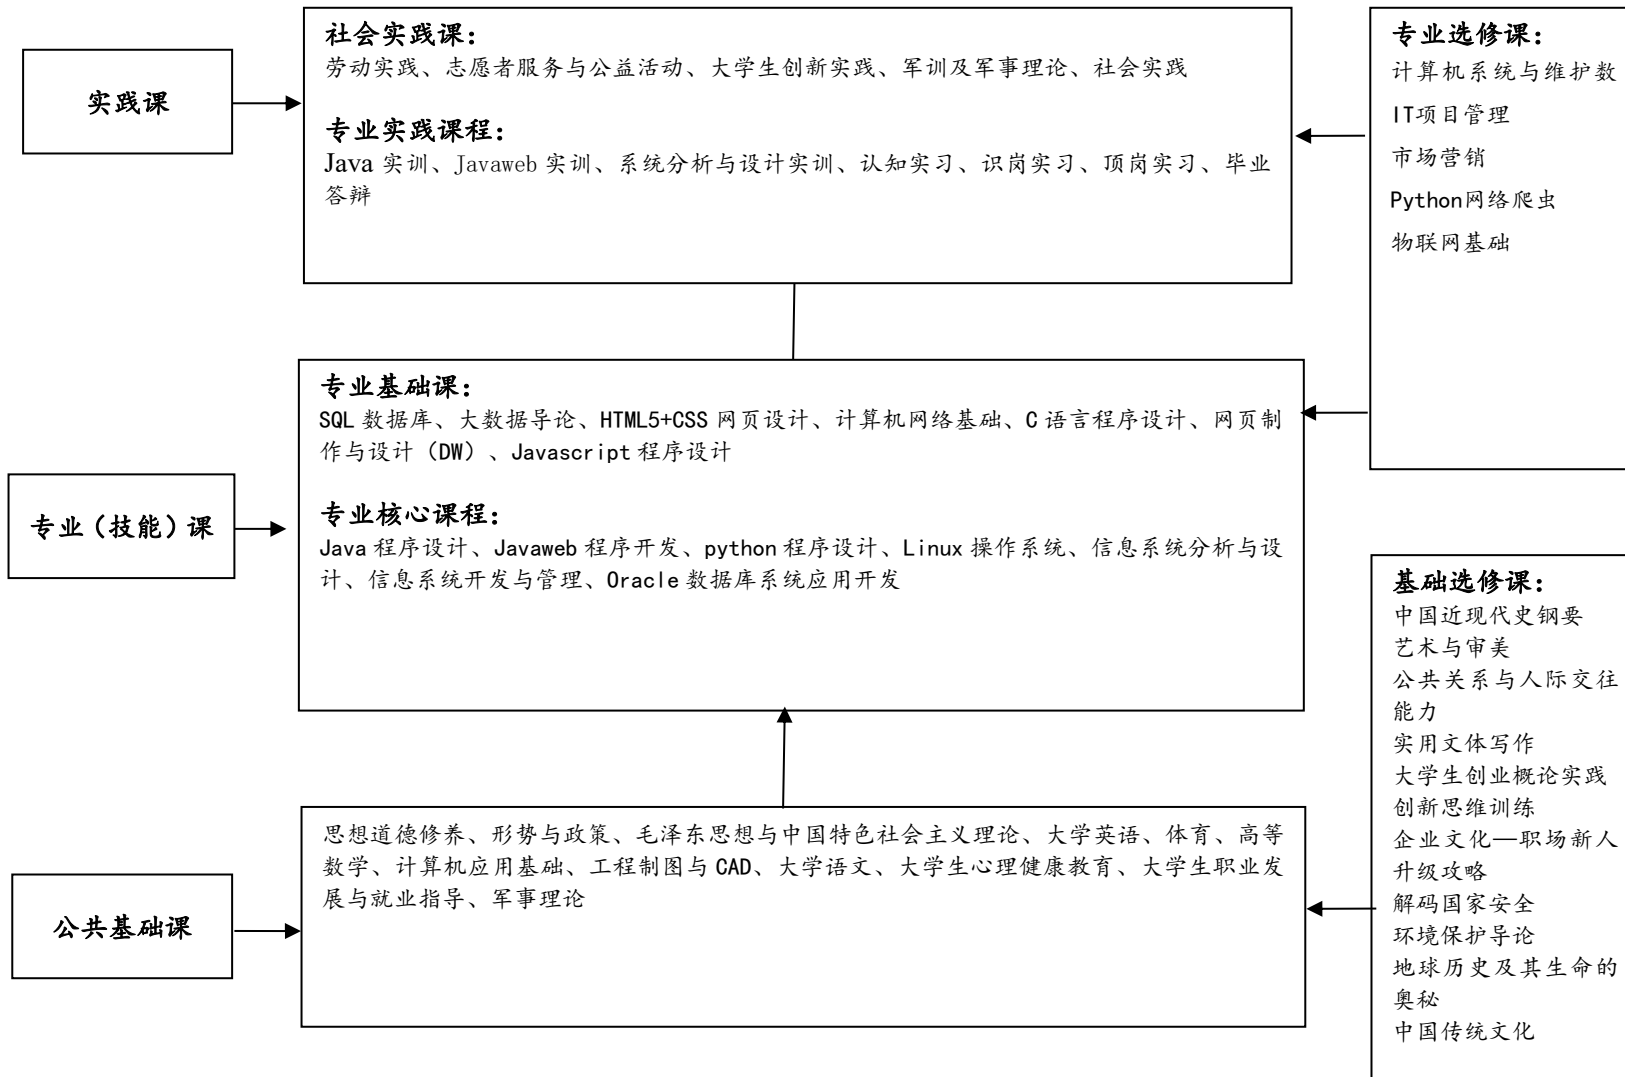 实践课
社会实践课：
劳动实践、志愿者服务与公益活动、大学生创新实践、军训及军事理论、社会实践
专业实践课程：
Java 实训、Javaweb 实训、系统分析与设计实训、认知实习、识岗实习、顶岗实习、毕业
答辩
专业选修课：
计算机系统与维护数
IT项目管理
市场营销
Python网络爬虫
物联网基础
专业（技能）课
专业基础课：
SQL 数据库、大数据导论、HTML5+CSS 网页设计、计算机网络基础、C 语言程序设计、网页制
作与设计（DW）、Javascript 程序设计
专业核心课程：
Java 程序设计、Javaweb 程序开发、python 程序设计、Linux 操作系统、信息系统分析与设
计、信息系统开发与管理、Oracle 数据库系统应用开发
公共基础课
思想道德修养、形势与政策、毛泽东思想与中国特色社会主义理论、大学英语、体育、高等
数学、计算机应用基础、工程制图与 CAD、大学语文、大学生心理健康教育、大学生职业发
展与就业指导、军事理论
基础选修课：
中国近现代史钢要
艺术与审美
公共关系与人际交往
能力
实用文体写作
大学生创业概论实践
创新思维训练
企业文化—职场新人
升级攻略
解码国家安全
环境保护导论
地球历史及其生命的
奥秘
中国传统文化